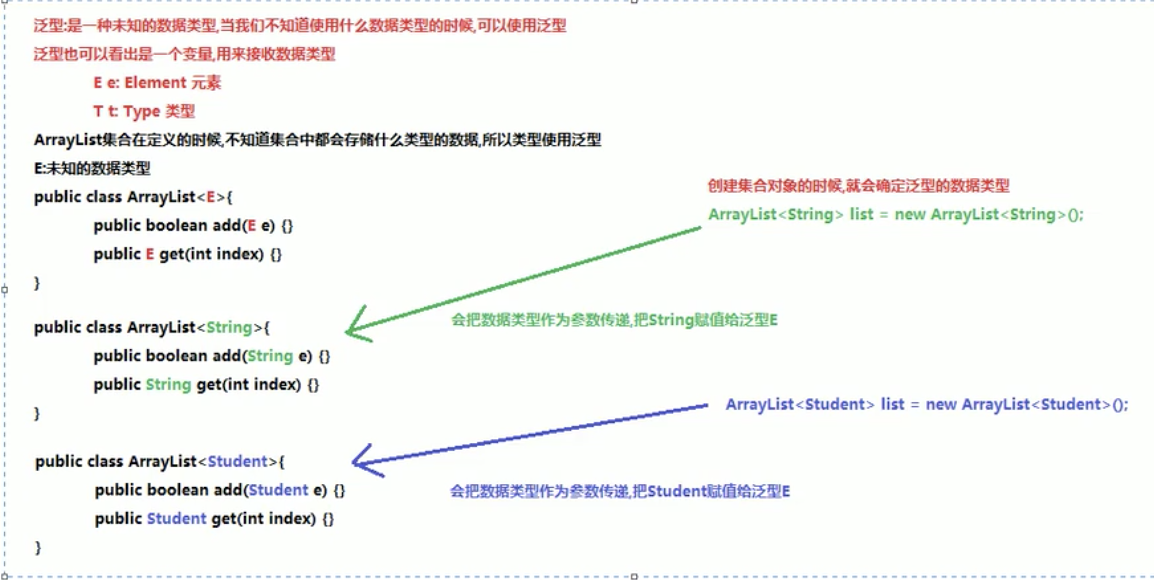 泛型:是一种未知的数据类型,当我们不知道使用什么数据类型的时候,可以使用泛型
泛型也可以看出是一个变量,用来接收数据类型
E e: Element 元素
T t: Type 类型
ArrayList集合在定义的时候,不知道集合中都会存储什么类型的数据,所以类型使用泛型
E:未知的数据类型
public class ArrayList<E>{
public boolean add(E e) {}
public E get(int index) {}
}
创建集合对象的时候,就会确定泛型的数据类型
ArrayList<String> list = new ArrayList<String>();
会把数据类型作为参数传递,把String赋值给泛型E
public class ArrayList<String>{
public boolean add(String e) {}
public String get(int index) {}
}
ArrayList<Student> list = new ArrayList<Student>();
public class ArrayList<Student>{
public boolean add(Student e) {}
会把数据类型作为参数传递,把Student赋值给泛型E
public Student get(int index) {}
}